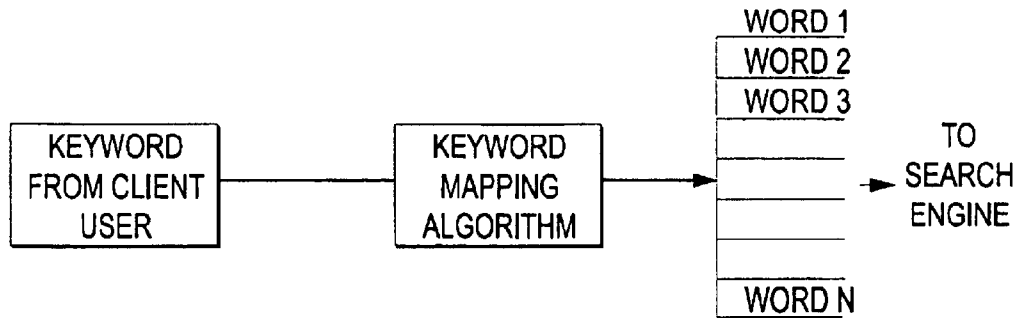 KEYWORD
FROM CLIENT
USER
KEYWORD
MAPPING
ALGORITHM
WORD 1
WORD 2
WORD 3
WORD N
TO
SEARCH
ENGINE